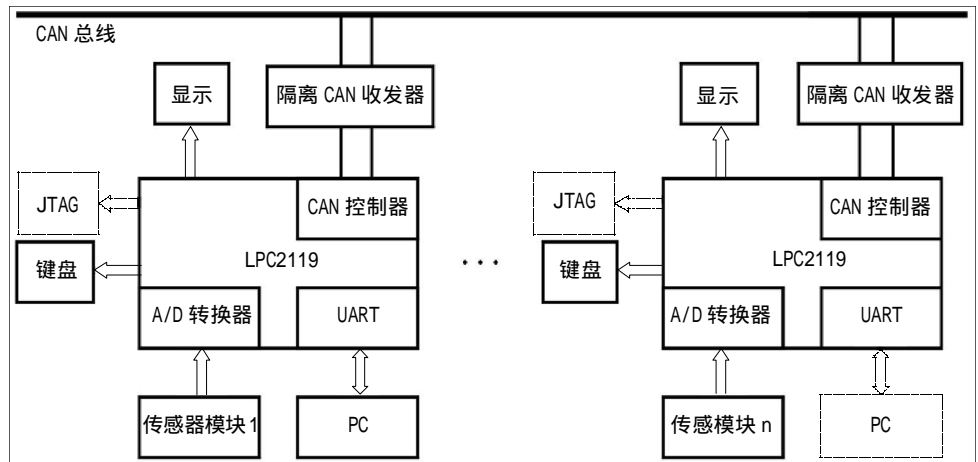 CAN 总线
显示
隔离 CAN 收发器
显示
隔离 CAN 收发器
JTAG
CAN 控制器
JTAG
CAN 控制器
键盘
LPC2119
...
键盘
LPC2119
A/D 转换器
UART
A/D 转换器
UART
传感器模块 1
PC
传感模块 n
PC